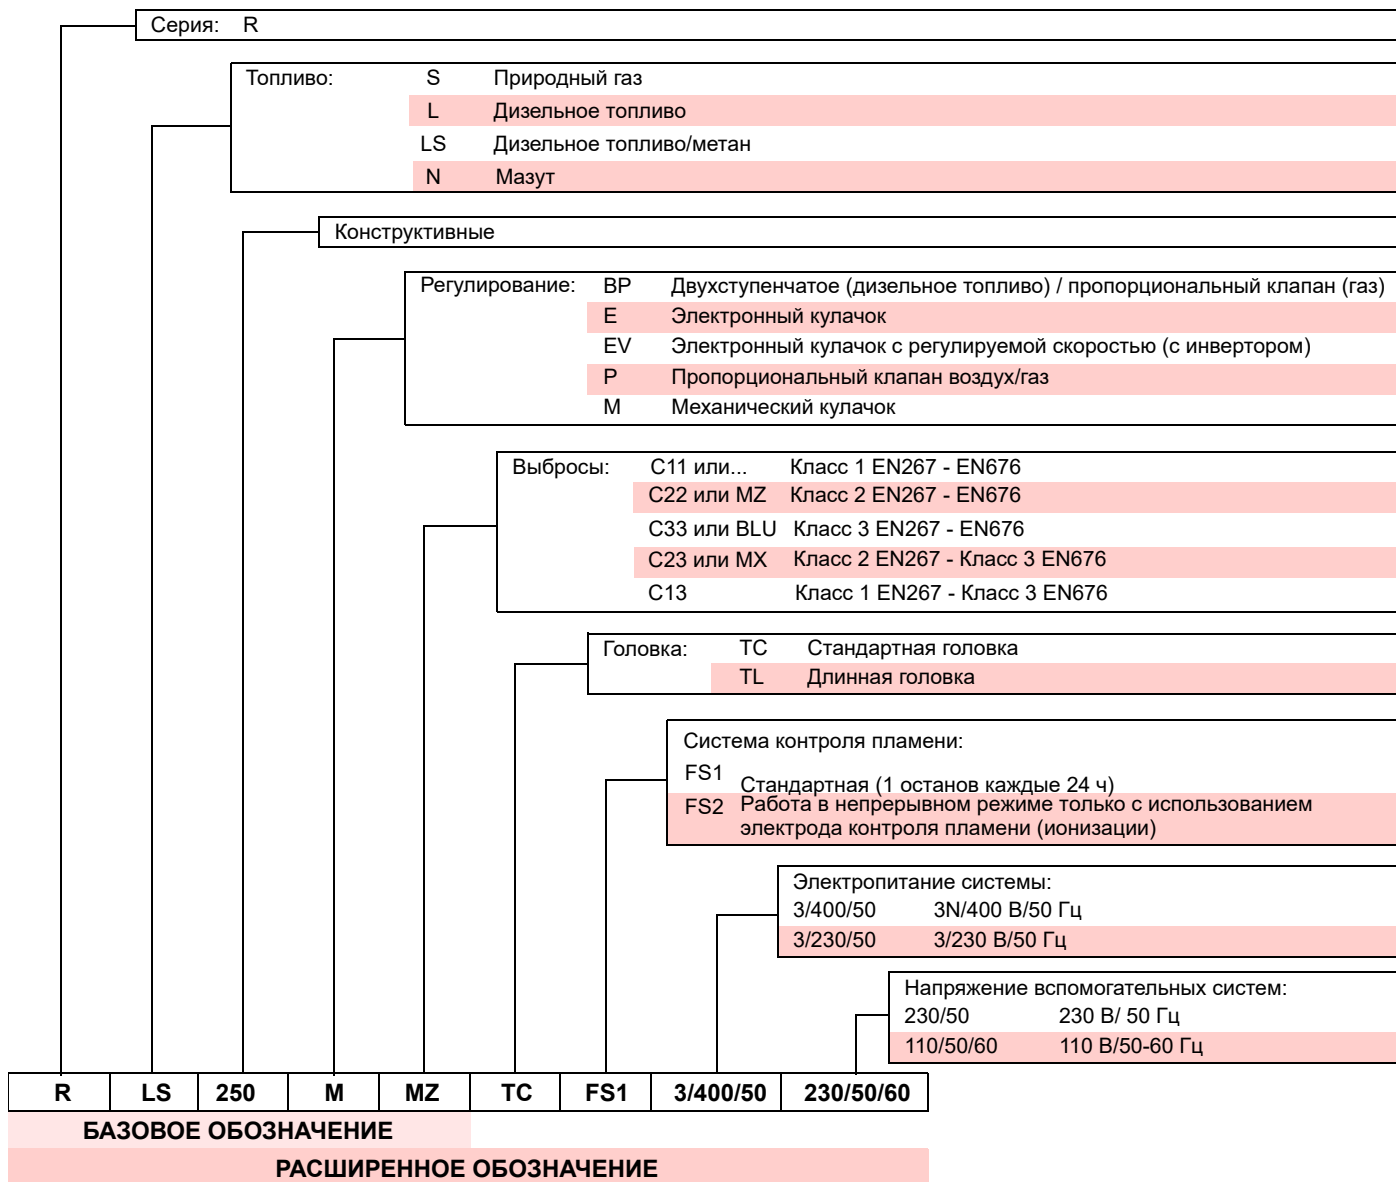 Серия: R
Топливо: S Природный газ
L Дизельное топливо
LS Дизельное топливо/метан
N Мазут
Конструктивные
Регулирование: BP Двухступенчатое (дизельное топливо) / пропорциональный клапан (газ)
E Электронный кулачок
EV Электронный кулачок с регулируемой скоростью (с инвертором)
P Пропорциональный клапан воздух/газ
M Механический кулачок
Выбросы: C11 или... Класс 1 EN267 - EN676
C22 или MZ Класс 2 EN267 - EN676
C33 или BLU Класс 3 EN267 - EN676
C23 или MX Класс 2 EN267 - Класс 3 EN676
C13 Класс 1 EN267 - Класс 3 EN676
Головка: TC Стандартная головка
TL Длинная головка
Система контроля пламени:
FS1 Стандартная (1 останов каждые 24 ч)
FS2 Работа в непрерывном режиме только с использованием
электрода контроля пламени (ионизации)
Электропитание системы:
3/400/50 3N/400 В/50 Гц
3/230/50 3/230 В/50 Гц
Напряжение вспомогательных систем:
230/50 230 В/ 50 Гц
110/50/60 110 В/50-60 Гц
R LS 250 M MZ TC FS1 3/400/50 230/50/60
БАЗОВОЕ ОБОЗНАЧЕНИЕ
РАСШИРЕННОЕ ОБОЗНАЧЕНИЕ